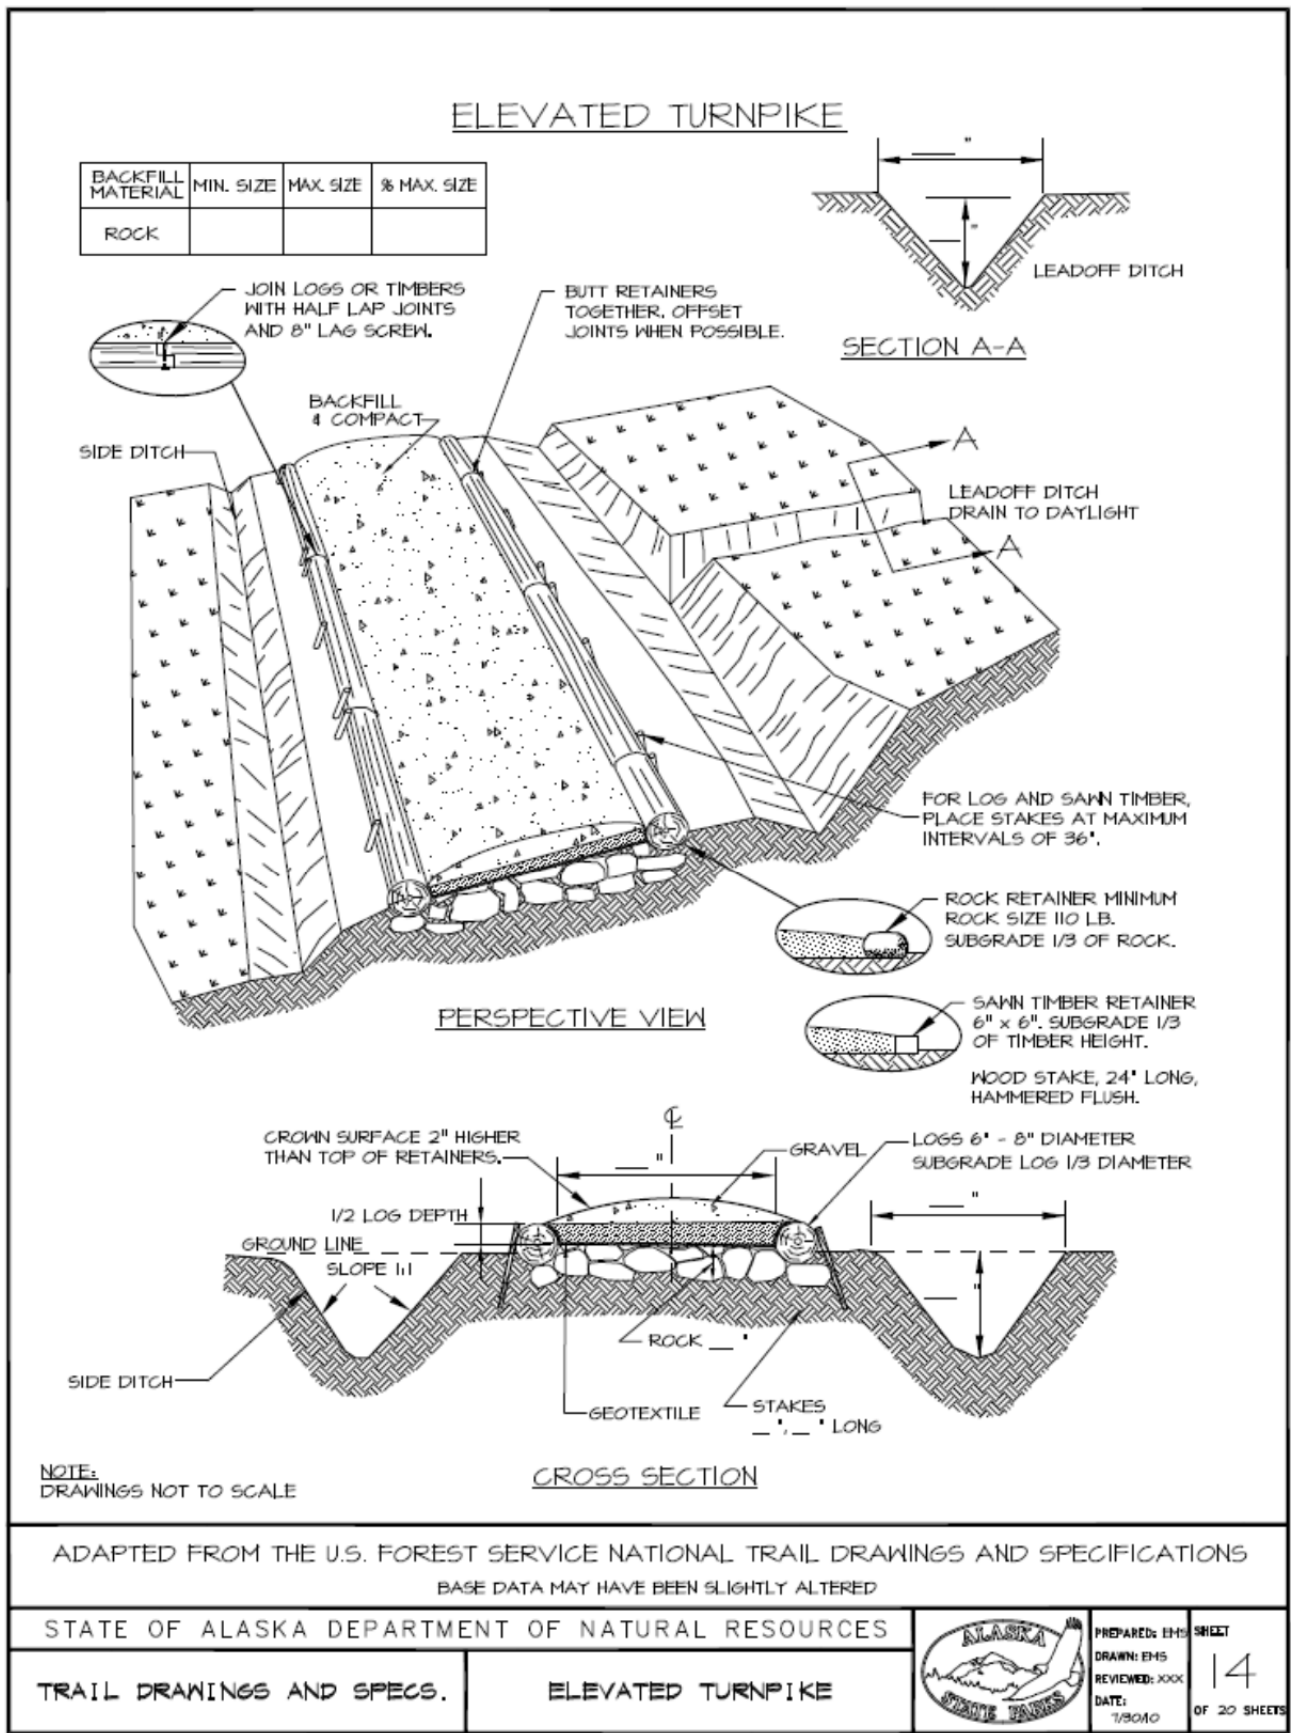 ELEVATED TURNPIKE
BACKFILL MATERIAL MIN. SIZE MAX. SIZE % MAX. SIZE
ROCK
__ "
__ "
LEADOFF DITCH
SECTION A-A
JOIN LOGS OR TIMBERS
WITH HALF LAP JOINTS
AND 8" LAG SCREW.
BUTT RETAINERS
TOGETHER. OFFSET
JOINTS WHEN POSSIBLE.
BACKFILL
& COMPACT
SIDE DITCH
A
LEADOFF DITCH
DRAIN TO DAYLIGHT
A
FOR LOG AND SAWN TIMBER,
PLACE STAKES AT MAXIMUM
INTERVALS OF 36".
ROCK RETAINER MINIMUM
ROCK SIZE 110 LB.
SUBGRADE 1/3 OF ROCK.
PERSPECTIVE VIEW
SAWN TIMBER RETAINER
6" x 6". SUBGRADE 1/3
OF TIMBER HEIGHT.
WOOD STAKE, 24" LONG,
HAMMERED FLUSH.
℄
CROWN SURFACE 2" HIGHER
THAN TOP OF RETAINERS.
__ "
GRAVEL
LOGS 6" - 8" DIAMETER
SUBGRADE LOG 1/3 DIAMETER
__ "
1/2 LOG DEPTH
GROUND LINE
SLOPE 1:1
__ "
ROCK __ "
SIDE DITCH
GEOTEXTILE
STAKES
__ ", __ " LONG
NOTE:
DRAWINGS NOT TO SCALE
CROSS SECTION
ADAPTED FROM THE U.S. FOREST SERVICE NATIONAL TRAIL DRAWINGS AND SPECIFICATIONS
BASE DATA MAY HAVE BEEN SLIGHTLY ALTERED
STATE OF ALASKA DEPARTMENT OF NATURAL RESOURCES
TRAIL DRAWINGS AND SPECS.
ELEVATED TURNPIKE
ALASKA
STATE PARKS
PREPARED: EMS
DRAWN: EMS
REVIEWED: XXX
DATE:
7/30/10
SHEET
14
OF 20 SHEETS